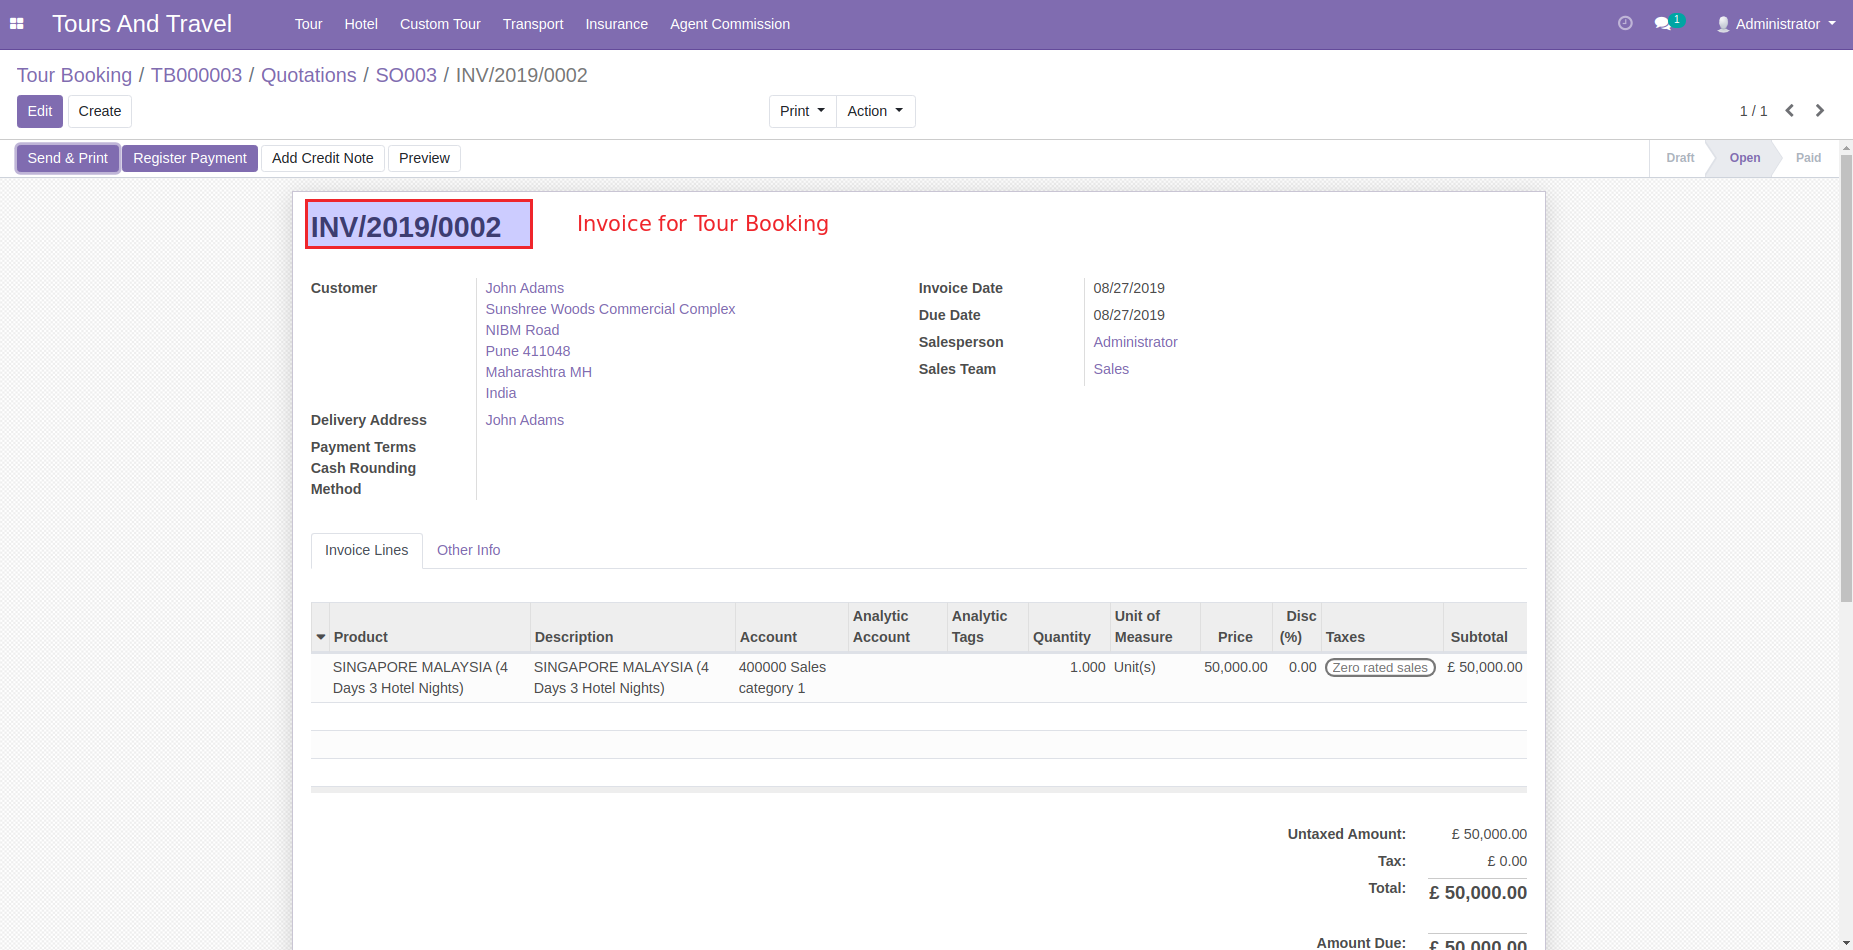 Tours And Travel Tour Hotel Custom Tour Transport Insurance Agent Commission 1 Administrator
Tour Booking / TB000003 / Quotations / SO003 / INV/2019/0002
Edit Create Print Action 1 / 1
Send & Print Register Payment Add Credit Note Preview Draft Open Paid
INV/2019/0002 Invoice for Tour Booking
Customer John Adams Invoice Date 08/27/2019
Sunshree Woods Commercial Complex Due Date 08/27/2019
NIBM Road Salesperson Administrator
Pune 411048
Maharashtra MH Sales Team Sales
India
Delivery Address John Adams
Payment Terms
Cash Rounding
Method
Invoice Lines Other Info
Analytic Analytic Unit of Disc
Product Description Account Account Tags Quantity Measure Price (%) Taxes Subtotal
SINGAPORE MALAYSIA (4 SINGAPORE MALAYSIA (4 400000 Sales 1.000 Unit(s) 50,000.00 0.00 Zero rated sales £ 50,000.00
Days 3 Hotel Nights) Days 3 Hotel Nights) category 1
Untaxed Amount: £ 50,000.00
Tax: £ 0.00
Total: £ 50,000.00
Amount Due: £ 50,000.00